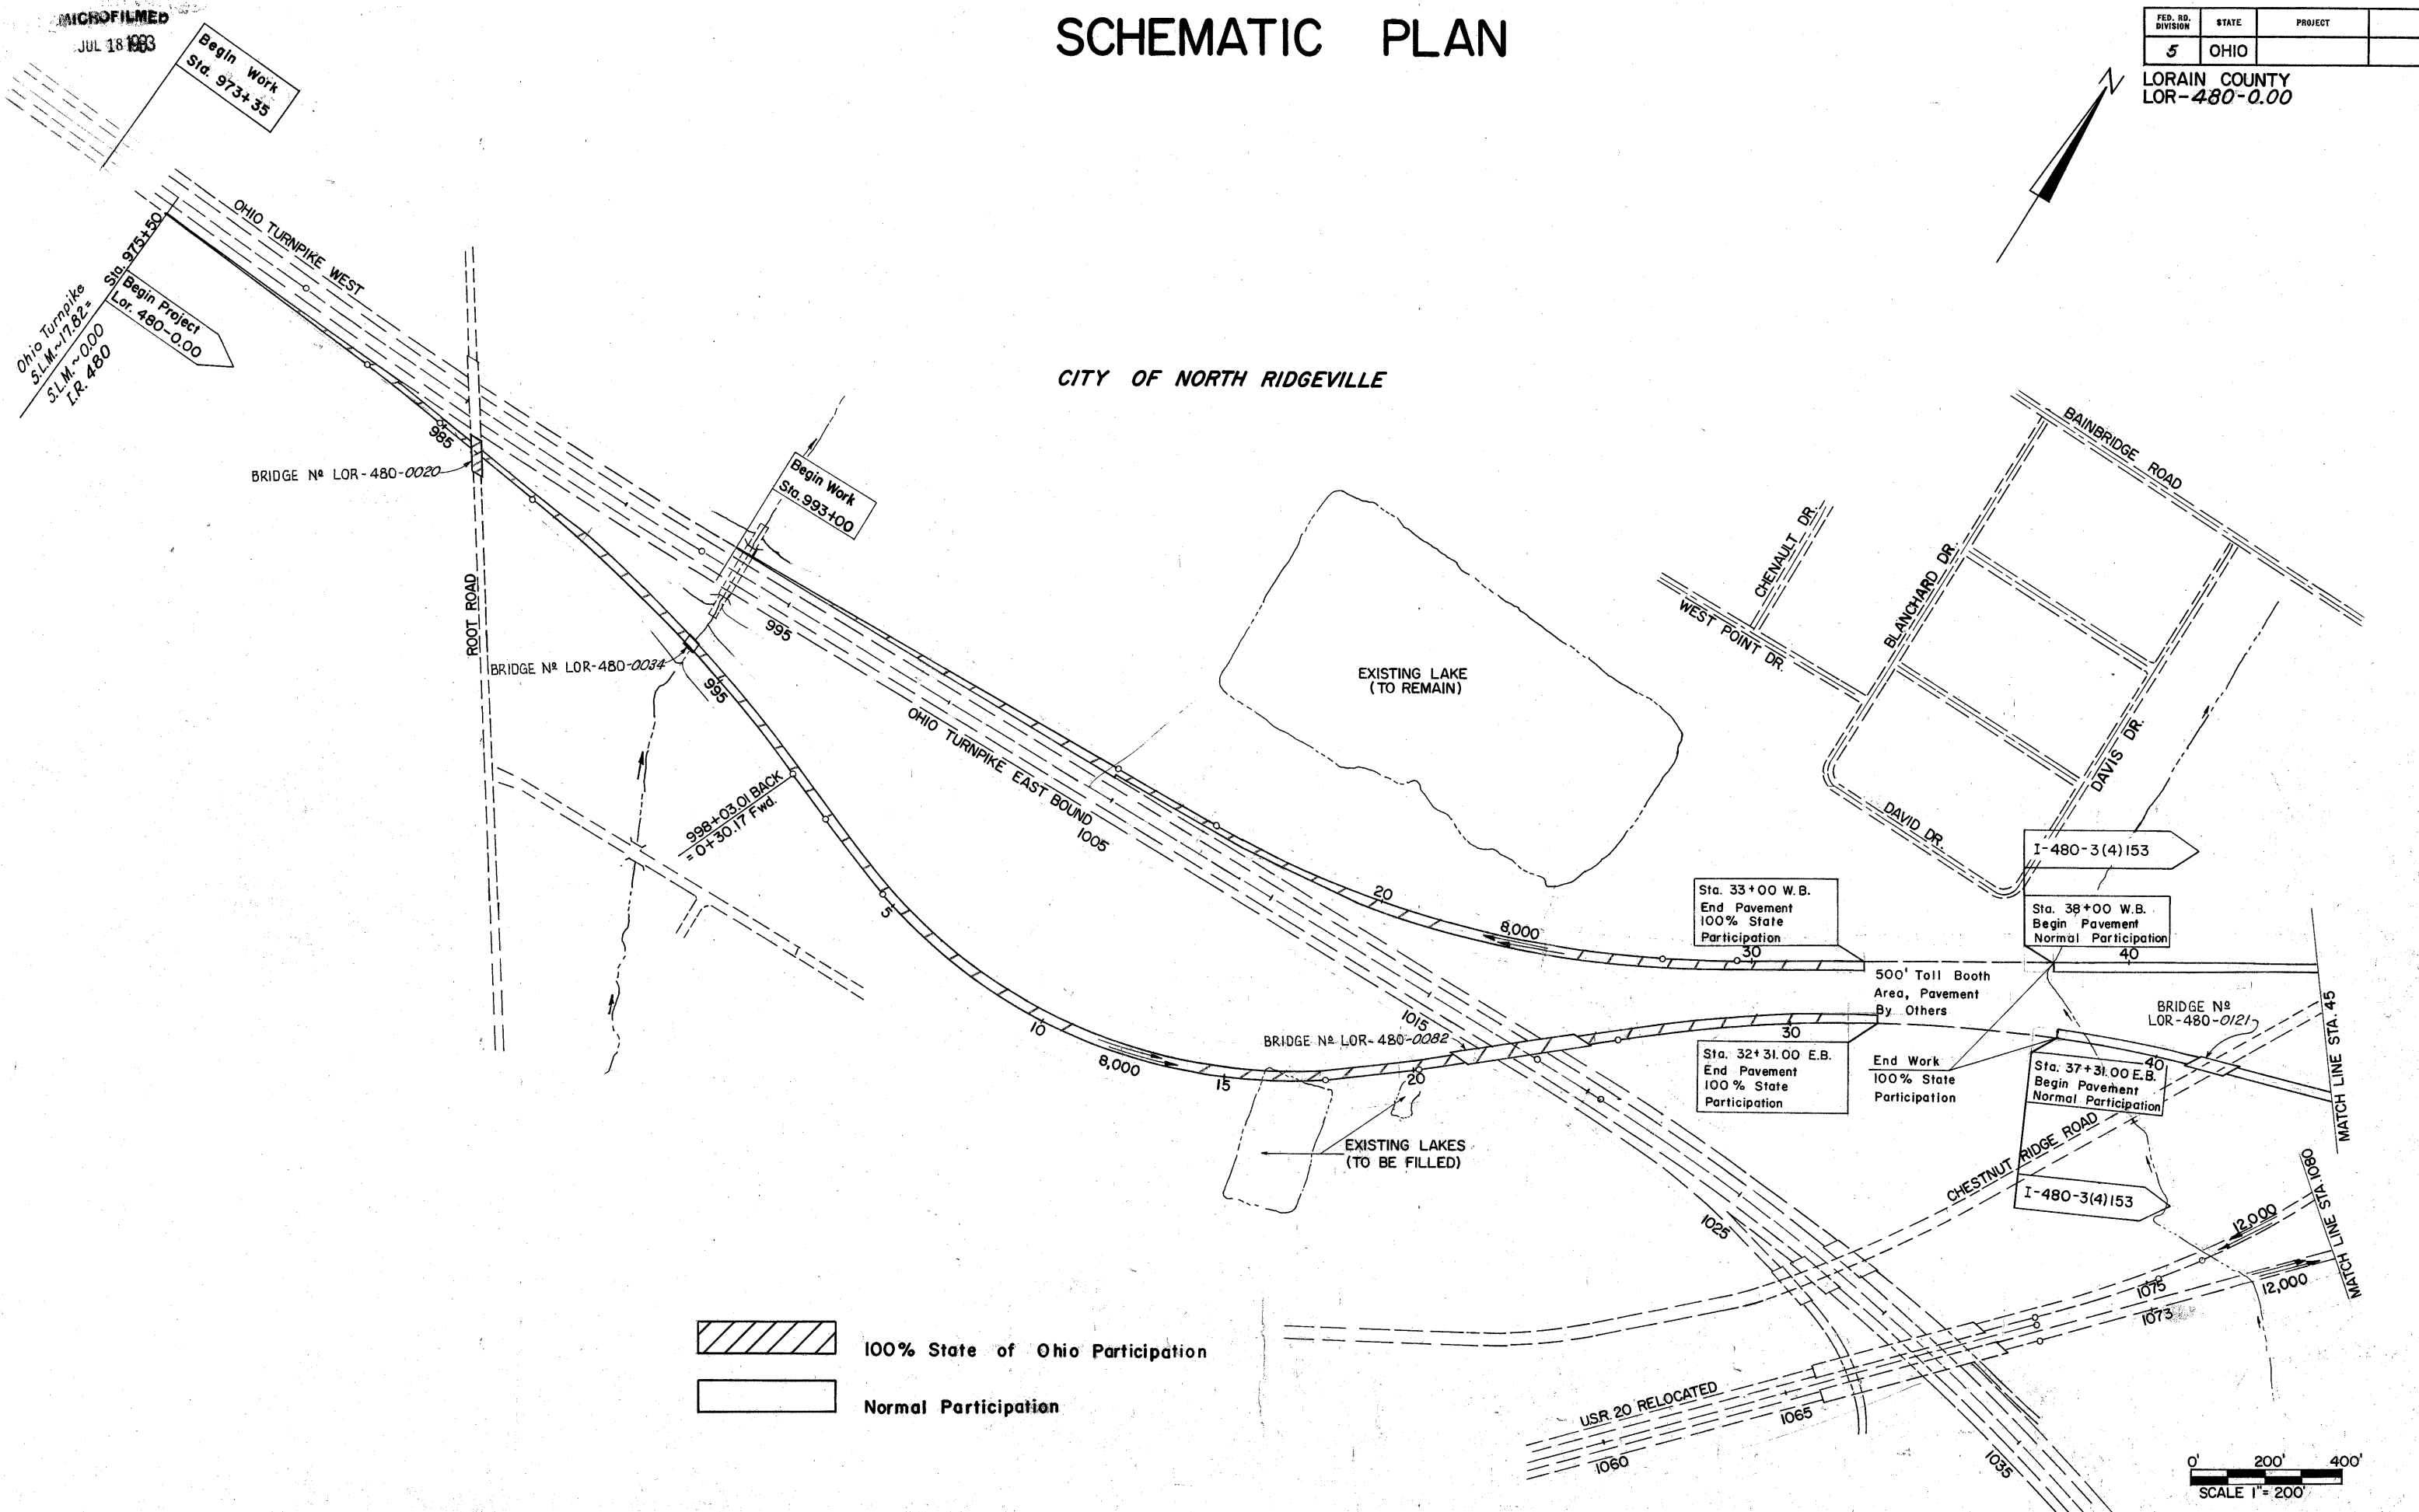 MICROFILMED
JUL 18 1983
SCHEMATIC PLAN
FED. RD. DIVISION
STATE
PROJECT
5
OHIO
LORAIN COUNTY
LOR-480-0.00
N
Begin Work
Sta. 973+35
OHIO TURNPIKE WEST
Sta. 975+50
Begin Project
Lor. 480-0.00
Ohio Turnpike
S.L.M.~17.82=
S.L.M.~0.00
I.R. 480
985
BRIDGE Nº LOR-480-0020
ROOT ROAD
CITY OF NORTH RIDGEVILLE
Begin Work
Sta. 993+00
995
BRIDGE Nº LOR-480-0034
995
998+03.01 BACK
= 0+30.17 Fwd.
OHIO TURNPIKE EAST BOUND
1005
EXISTING LAKE
(TO REMAIN)
BAINBRIDGE ROAD
CHENAULT DR.
WEST POINT DR.
BLANCHARD DR.
DAVIS DR.
DAVID DR.
I-480-3(4)153
Sta. 33+00 W.B.
End Pavement
100% State
Participation
Sta. 38+00 W.B.
Begin Pavement
Normal Participation
20
8,000
30
40
500' Toll Booth
Area, Pavement
By Others
BRIDGE Nº
LOR-480-0121
MATCH LINE STA. 45
5
10
8,000
15
20
1015
BRIDGE Nº LOR-480-0082
30
Sta. 32+31.00 E.B.
End Pavement
100% State
Participation
End Work
100% State
Participation
40
Sta. 37+31.00 E.B.
Begin Pavement
Normal Participation
EXISTING LAKES
(TO BE FILLED)
CHESTNUT RIDGE ROAD
I-480-3(4)153
MATCH LINE STA. 1080
12,000
12,000
1025
1075
1073
100% State of Ohio Participation
Normal Participation
U.S.R. 20 RELOCATED
1065
1060
1035
0' 200' 400'
SCALE 1"= 200'